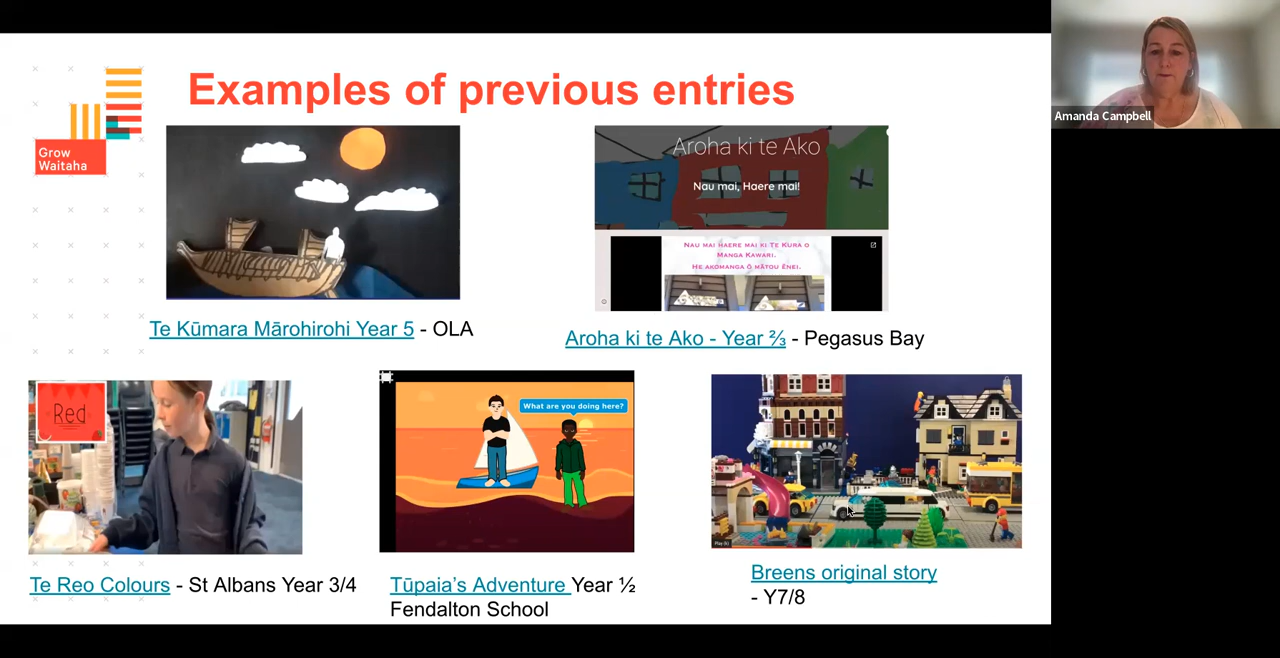 Examples of previous entries
Grow
Waitaha
Amanda Campbell
Aroha ki te Ako
Nau mai, Haere mai!
Nau mai haere mai ki Te Kura o
Manga Kawari.
He akomanga ō mātou ēnei.
Te Kūmara Mārohirohi Year 5 - OLA
Aroha ki te Ako - Year ⅔ - Pegasus Bay
Red
What are you doing here?
Te Reo Colours - St Albans Year 3/4
Tūpaia’s Adventure Year ½
Fendalton School
Breens original story
- Y7/8